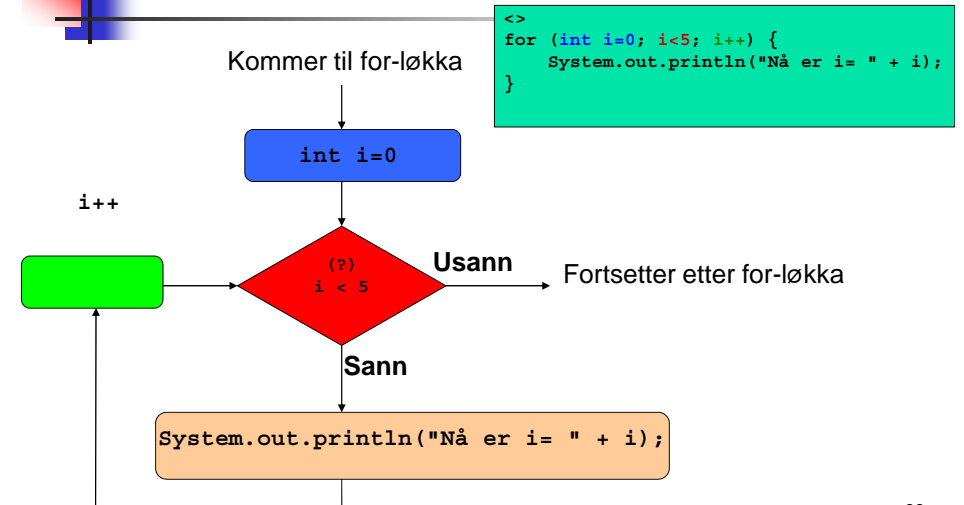 <>
for (int i=0; i<5; i++) {
    System.out.println("Nå er i= " + i);
}
Kommer til for-løkka
int i=0
i++
(?)
i < 5
Usann
Fortsetter etter for-løkka
Sann
System.out.println("Nå er i= " + i);